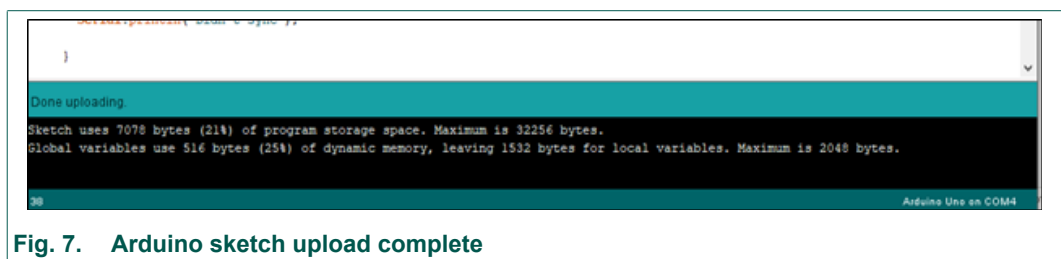 }
Done uploading.
Sketch uses 7078 bytes (21%) of program storage space. Maximum is 32256 bytes.
Global variables use 516 bytes (25%) of dynamic memory, leaving 1532 bytes for local variables. Maximum is 2048 bytes.
38 Arduino Uno on COM4
Fig. 7. Arduino sketch upload complete